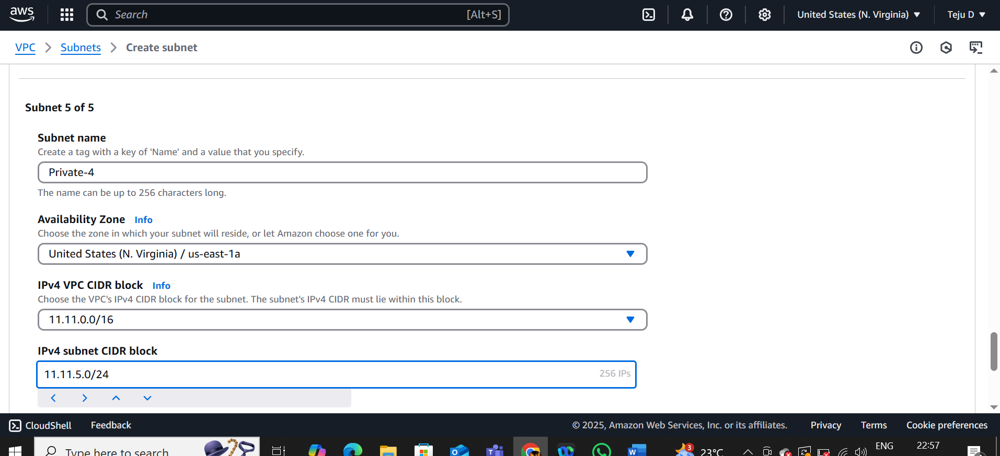 aws
Search [Alt+S]
United States (N. Virginia) ▼
Teju D ▼
VPC > Subnets > Create subnet
Subnet 5 of 5
Subnet name
Create a tag with a key of 'Name' and a value that you specify.
Private-4
The name can be up to 256 characters long.
Availability Zone Info
Choose the zone in which your subnet will reside, or let Amazon choose one for you.
United States (N. Virginia) / us-east-1a
IPv4 VPC CIDR block Info
Choose the VPC's IPv4 CIDR block for the subnet. The subnet's IPv4 CIDR must lie within this block.
11.11.0.0/16
IPv4 subnet CIDR block
11.11.5.0/24 256 IPs
CloudShell Feedback © 2025, Amazon Web Services, Inc. or its affiliates. Privacy Terms Cookie preferences
Type here to search 3 23°C ENG 22:57